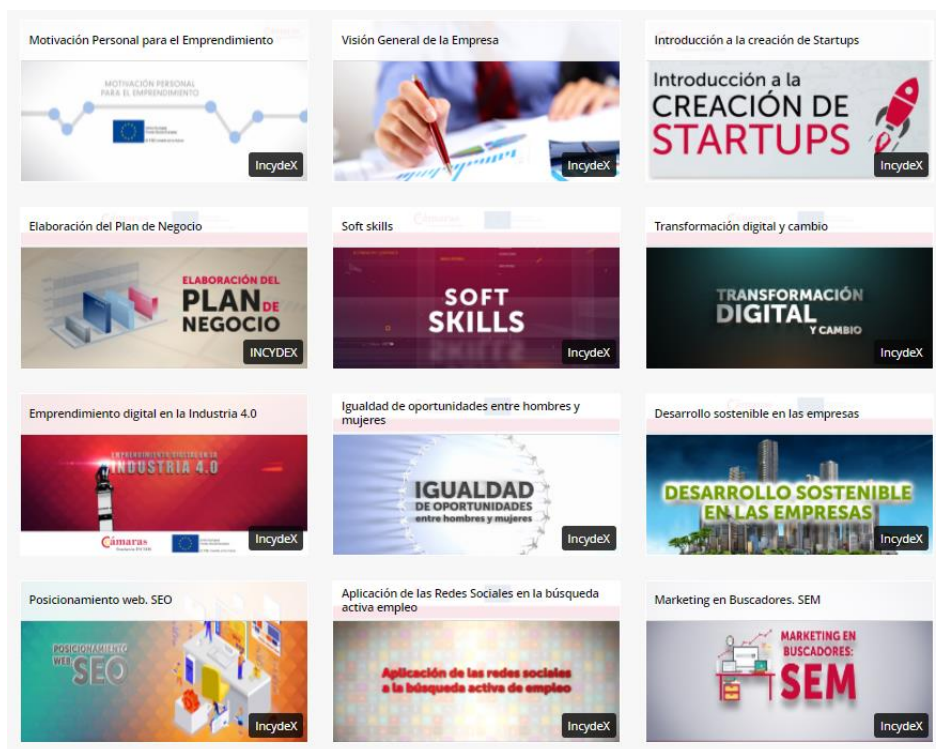 Motivación Personal para el Emprendimiento
MOTIVACIÓN PERSONAL
PARA EL EMPRENDIMIENTO
IncydeX
Visión General de la Empresa
IncydeX
Introducción a la creación de Startups
Introducción a la
CREACIÓN DE
STARTUPS
IncydeX
Elaboración del Plan de Negocio
ELABORACIÓN DEL
PLAN DE
NEGOCIO
INCYDEX
Soft skills
SOFT
SKILLS
IncydeX
Transformación digital y cambio
TRANSFORMACIÓN
DIGITAL
Y CAMBIO
IncydeX
Emprendimiento digital en la Industria 4.0
EMPRENDIMIENTO DIGITAL EN LA
INDUSTRIA 4.0
Cámaras
IncydeX
Igualdad de oportunidades entre hombres y
mujeres
IGUALDAD
DE OPORTUNIDADES
entre hombres y mujeres
IncydeX
Desarrollo sostenible en las empresas
DESARROLLO SOSTENIBLE
EN LAS EMPRESAS
IncydeX
Posicionamiento web. SEO
POSICIONAMIENTO
WEB SEO
IncydeX
Aplicación de las Redes Sociales en la búsqueda
activa empleo
Aplicación de las redes sociales
a la búsqueda activa de empleo
IncydeX
Marketing en Buscadores. SEM
MARKETING EN
BUSCADORES:
SEM
IncydeX